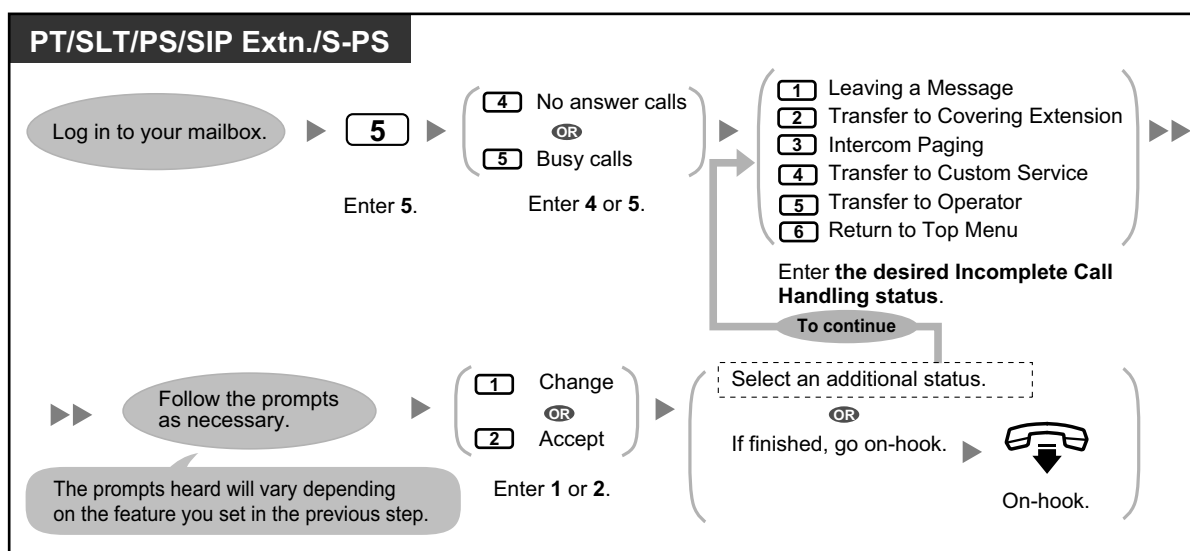 PT/SLT/PS/SIP Extn./S-PS
Log in to your mailbox.
5
Enter 5.
4 No answer calls
OR
5 Busy calls
Enter 4 or 5.
1 Leaving a Message
2 Transfer to Covering Extension
3 Intercom Paging
4 Transfer to Custom Service
5 Transfer to Operator
6 Return to Top Menu
Enter the desired Incomplete Call
Handling status.
To continue
Follow the prompts
as necessary.
The prompts heard will vary depending
on the feature you set in the previous step.
1 Change
OR
2 Accept
Enter 1 or 2.
Select an additional status.
OR
If finished, go on-hook.
On-hook.